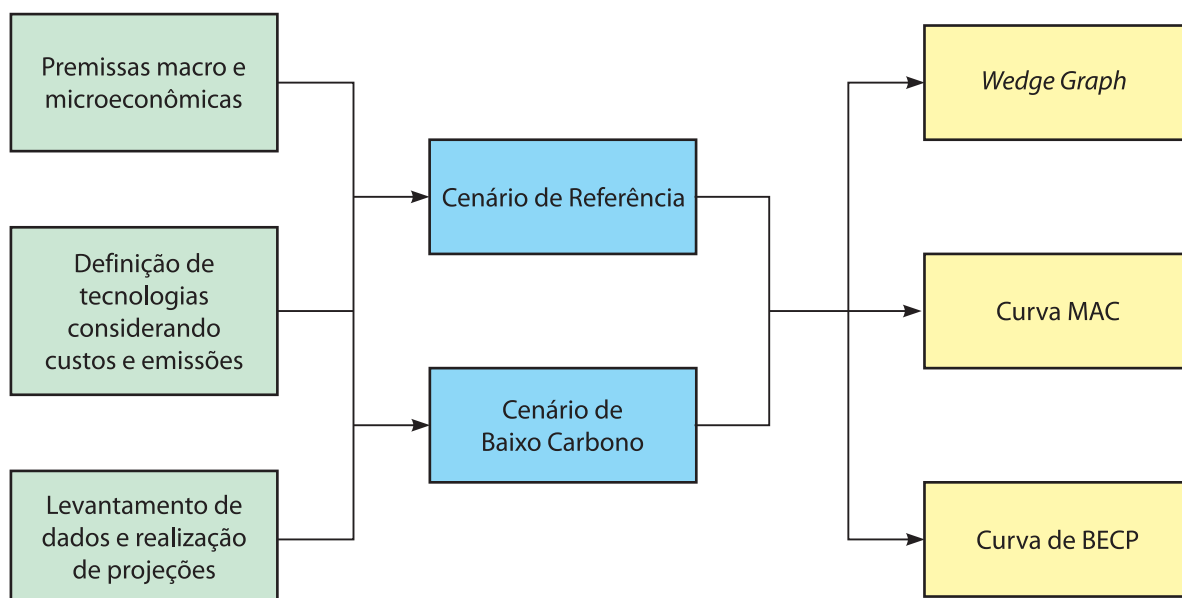 Premissas macro e
microeconômicas
Definição de
tecnologias
considerando
custos e emissões
Levantamento de
dados e realização
de projeções
Cenário de Referência
Cenário de
Baixo Carbono
Wedge Graph
Curva MAC
Curva de BECP